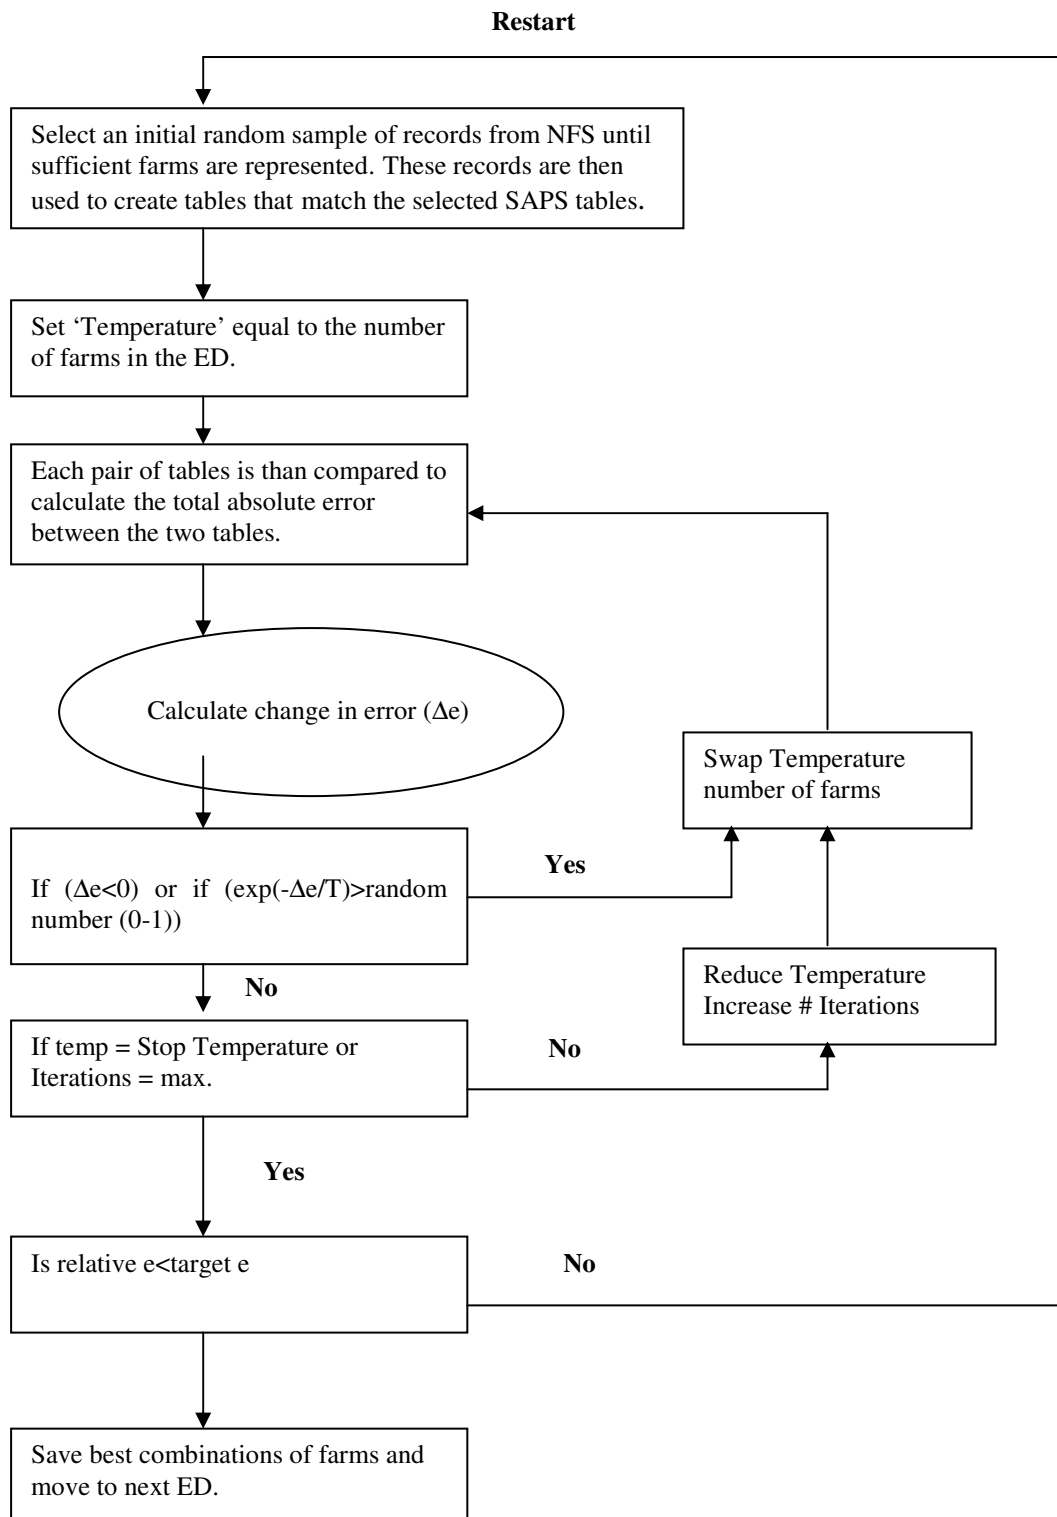 Restart
Select an initial random sample of records from NFS until
sufficient farms are represented. These records are then
used to create tables that match the selected SAPS tables.
Set ‘Temperature’ equal to the number
of farms in the ED.
Each pair of tables is than compared to
calculate the total absolute error
between the two tables.
Calculate change in error (Δe)
Swap Temperature
number of farms
If (Δe<0) or if (exp(-Δe/T)>random
number (0-1))
Yes
No
Reduce Temperature
Increase # Iterations
If temp = Stop Temperature or
Iterations = max.
No
Yes
Is relative e<target e
No
Save best combinations of farms and
move to next ED.